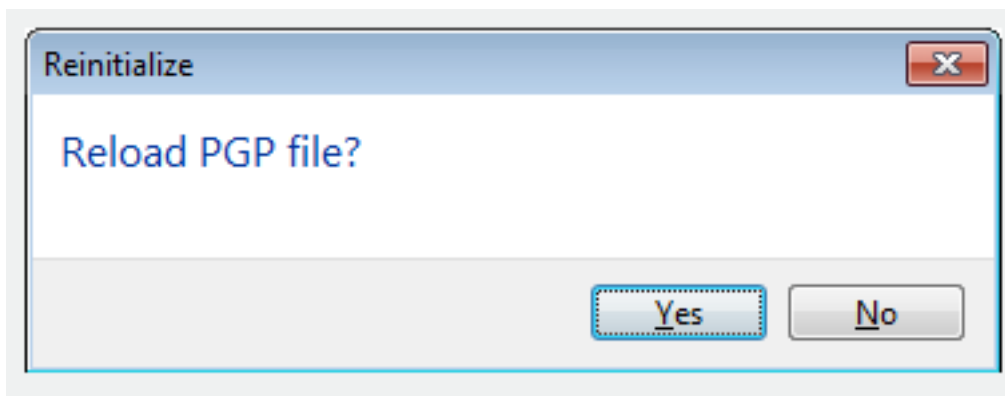 Reinitialize
Reload PGP file?
Yes No